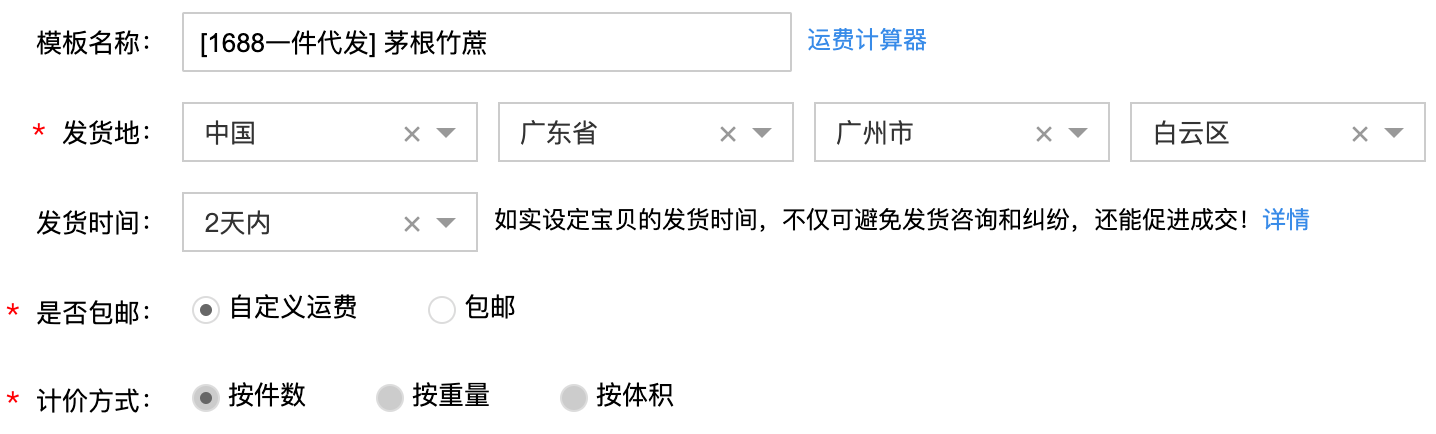 模板名称： [1688一件代发] 茅根竹蔗 运费计算器
* 发货地： 中国 广东省 广州市 白云区
发货时间： 2天内 如实设定宝贝的发货时间，不仅可避免发货咨询和纠纷，还能促进成交！详情
* 是否包邮： 自定义运费 包邮
* 计价方式： 按件数 按重量 按体积